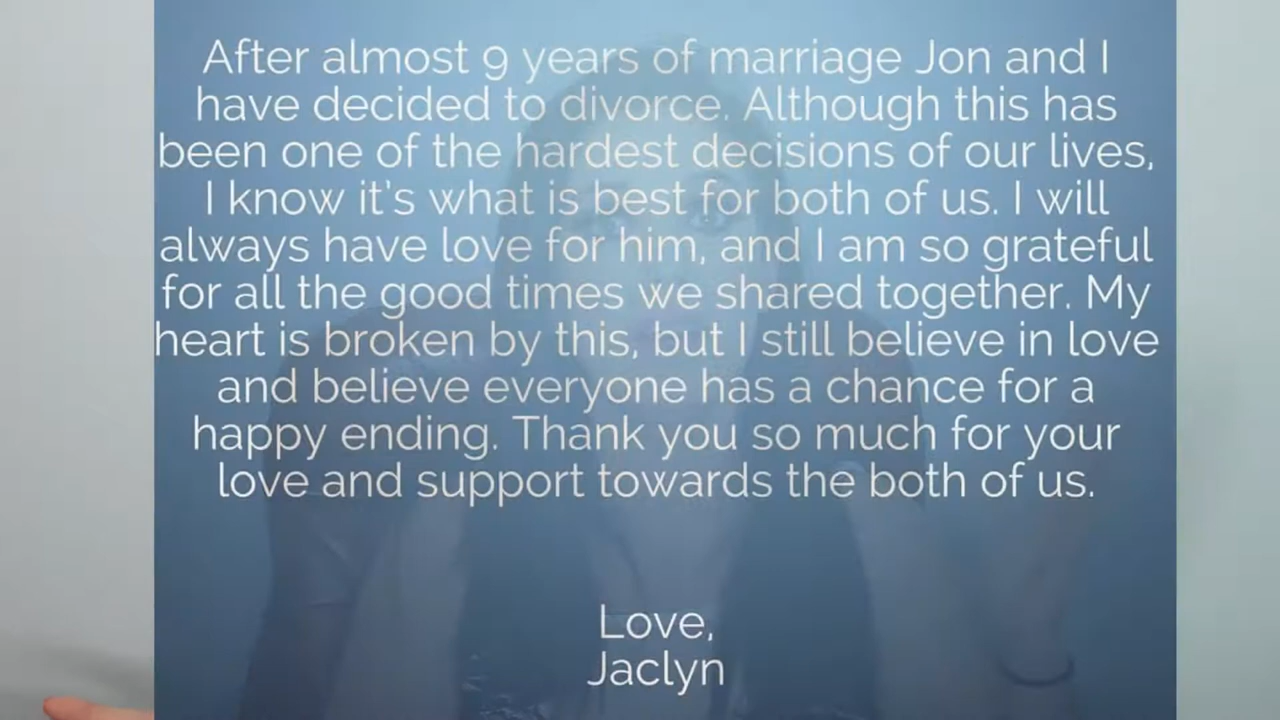 After almost 9 years of marriage Jon and I
have decided to divorce. Although this has
been one of the hardest decisions of our lives,
I know it's what is best for both of us. I will
always have love for him, and I am so grateful
for all the good times we shared together. My
heart is broken by this, but I still believe in love
and believe everyone has a chance for a
happy ending. Thank you so much for your
love and support towards the both of us.
Love,
Jaclyn